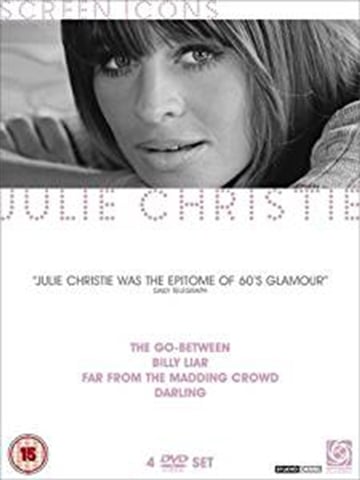 SCREEN ICONS
JULIE CHRISTIE
"JULIE CHRISTIE WAS THE EPITOME OF 60'S GLAMOUR"
DAILY TELEGRAPH
THE GO-BETWEEN
BILLY LIAR
FAR FROM THE MADDING CROWD
DARLING
15
4 DVD SET